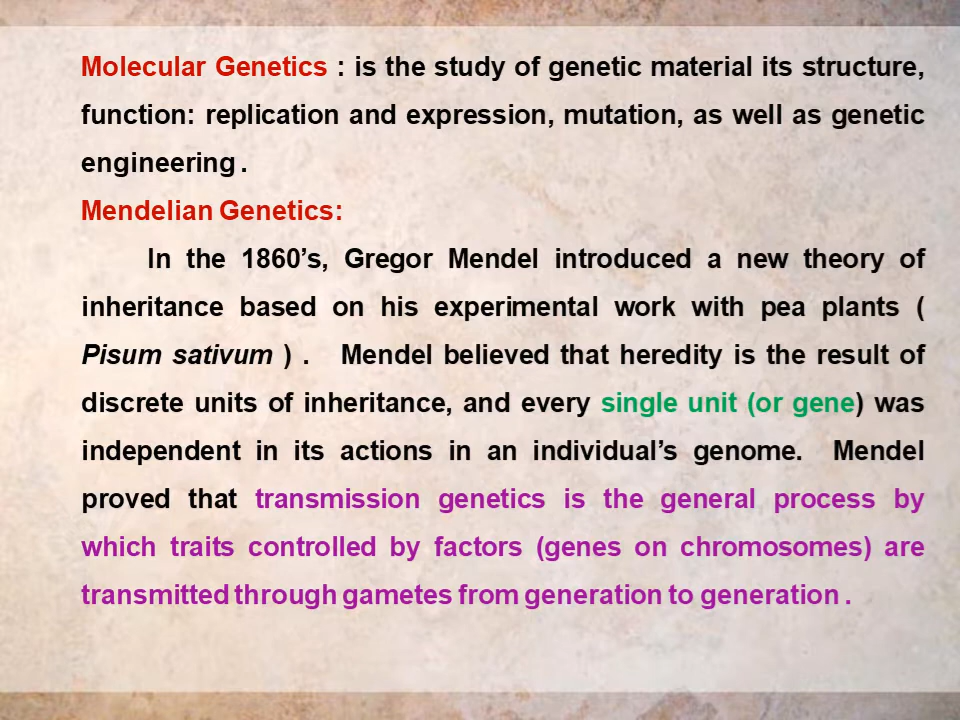 Molecular Genetics : is the study of genetic material its structure,
function: replication and expression, mutation, as well as genetic
engineering .
Mendelian Genetics:
In the 1860’s, Gregor Mendel introduced a new theory of
inheritance based on his experimental work with pea plants (
Pisum sativum ) . Mendel believed that heredity is the result of
discrete units of inheritance, and every single unit (or gene) was
independent in its actions in an individual’s genome. Mendel
proved that transmission genetics is the general process by
which traits controlled by factors (genes on chromosomes) are
transmitted through gametes from generation to generation .